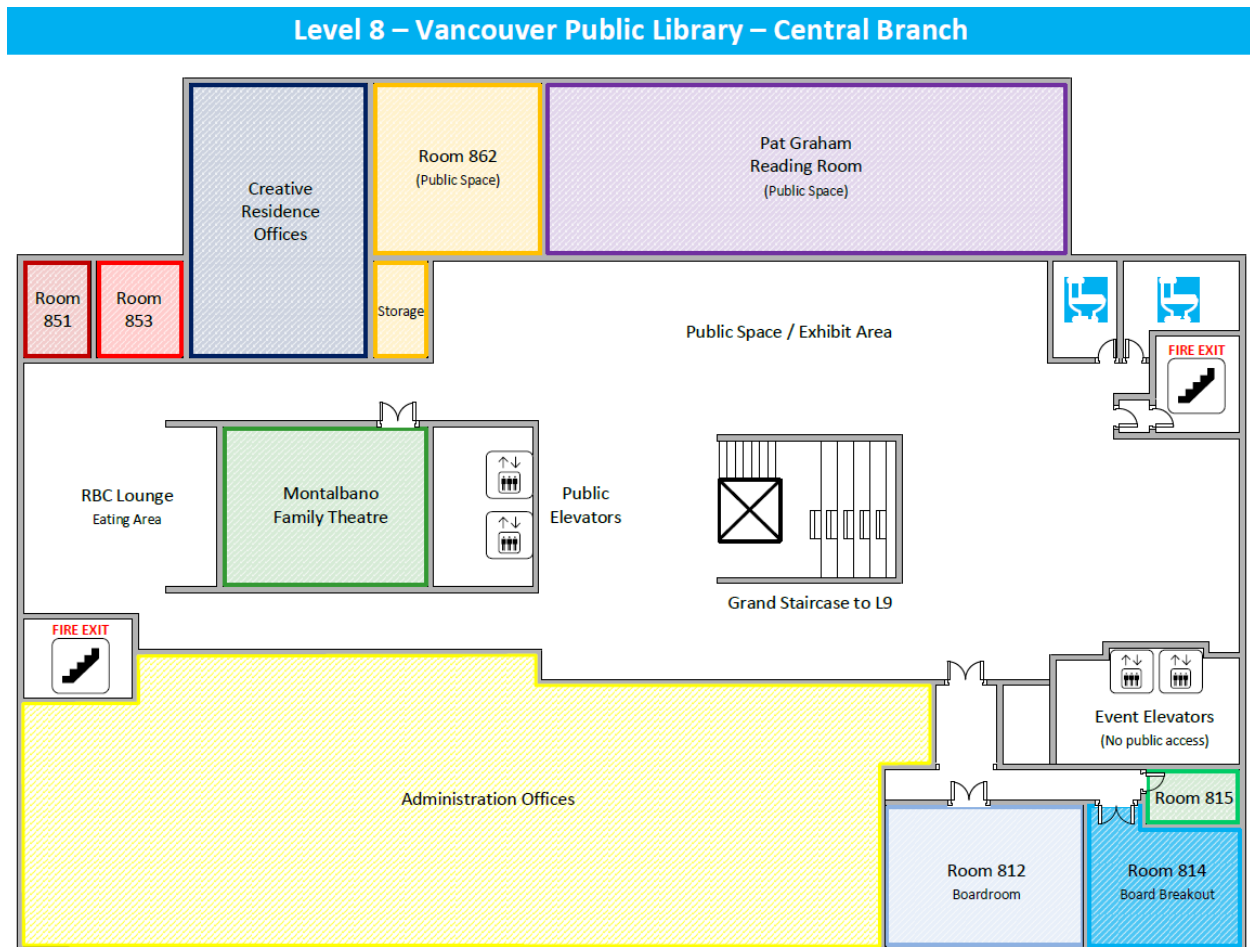 Level 8 – Vancouver Public Library – Central Branch
Room 862
(Public Space)
Pat Graham
Reading Room
(Public Space)
Creative
Residence
Offices
Room
851
Room
853
Storage
Public Space / Exhibit Area
FIRE EXIT
RBC Lounge
Eating Area
Montalbano
Family Theatre
Public
Elevators
Grand Staircase to L9
FIRE EXIT
Event Elevators
(No public access)
Administration Offices
Room 815
Room 812
Boardroom
Room 814
Board Breakout